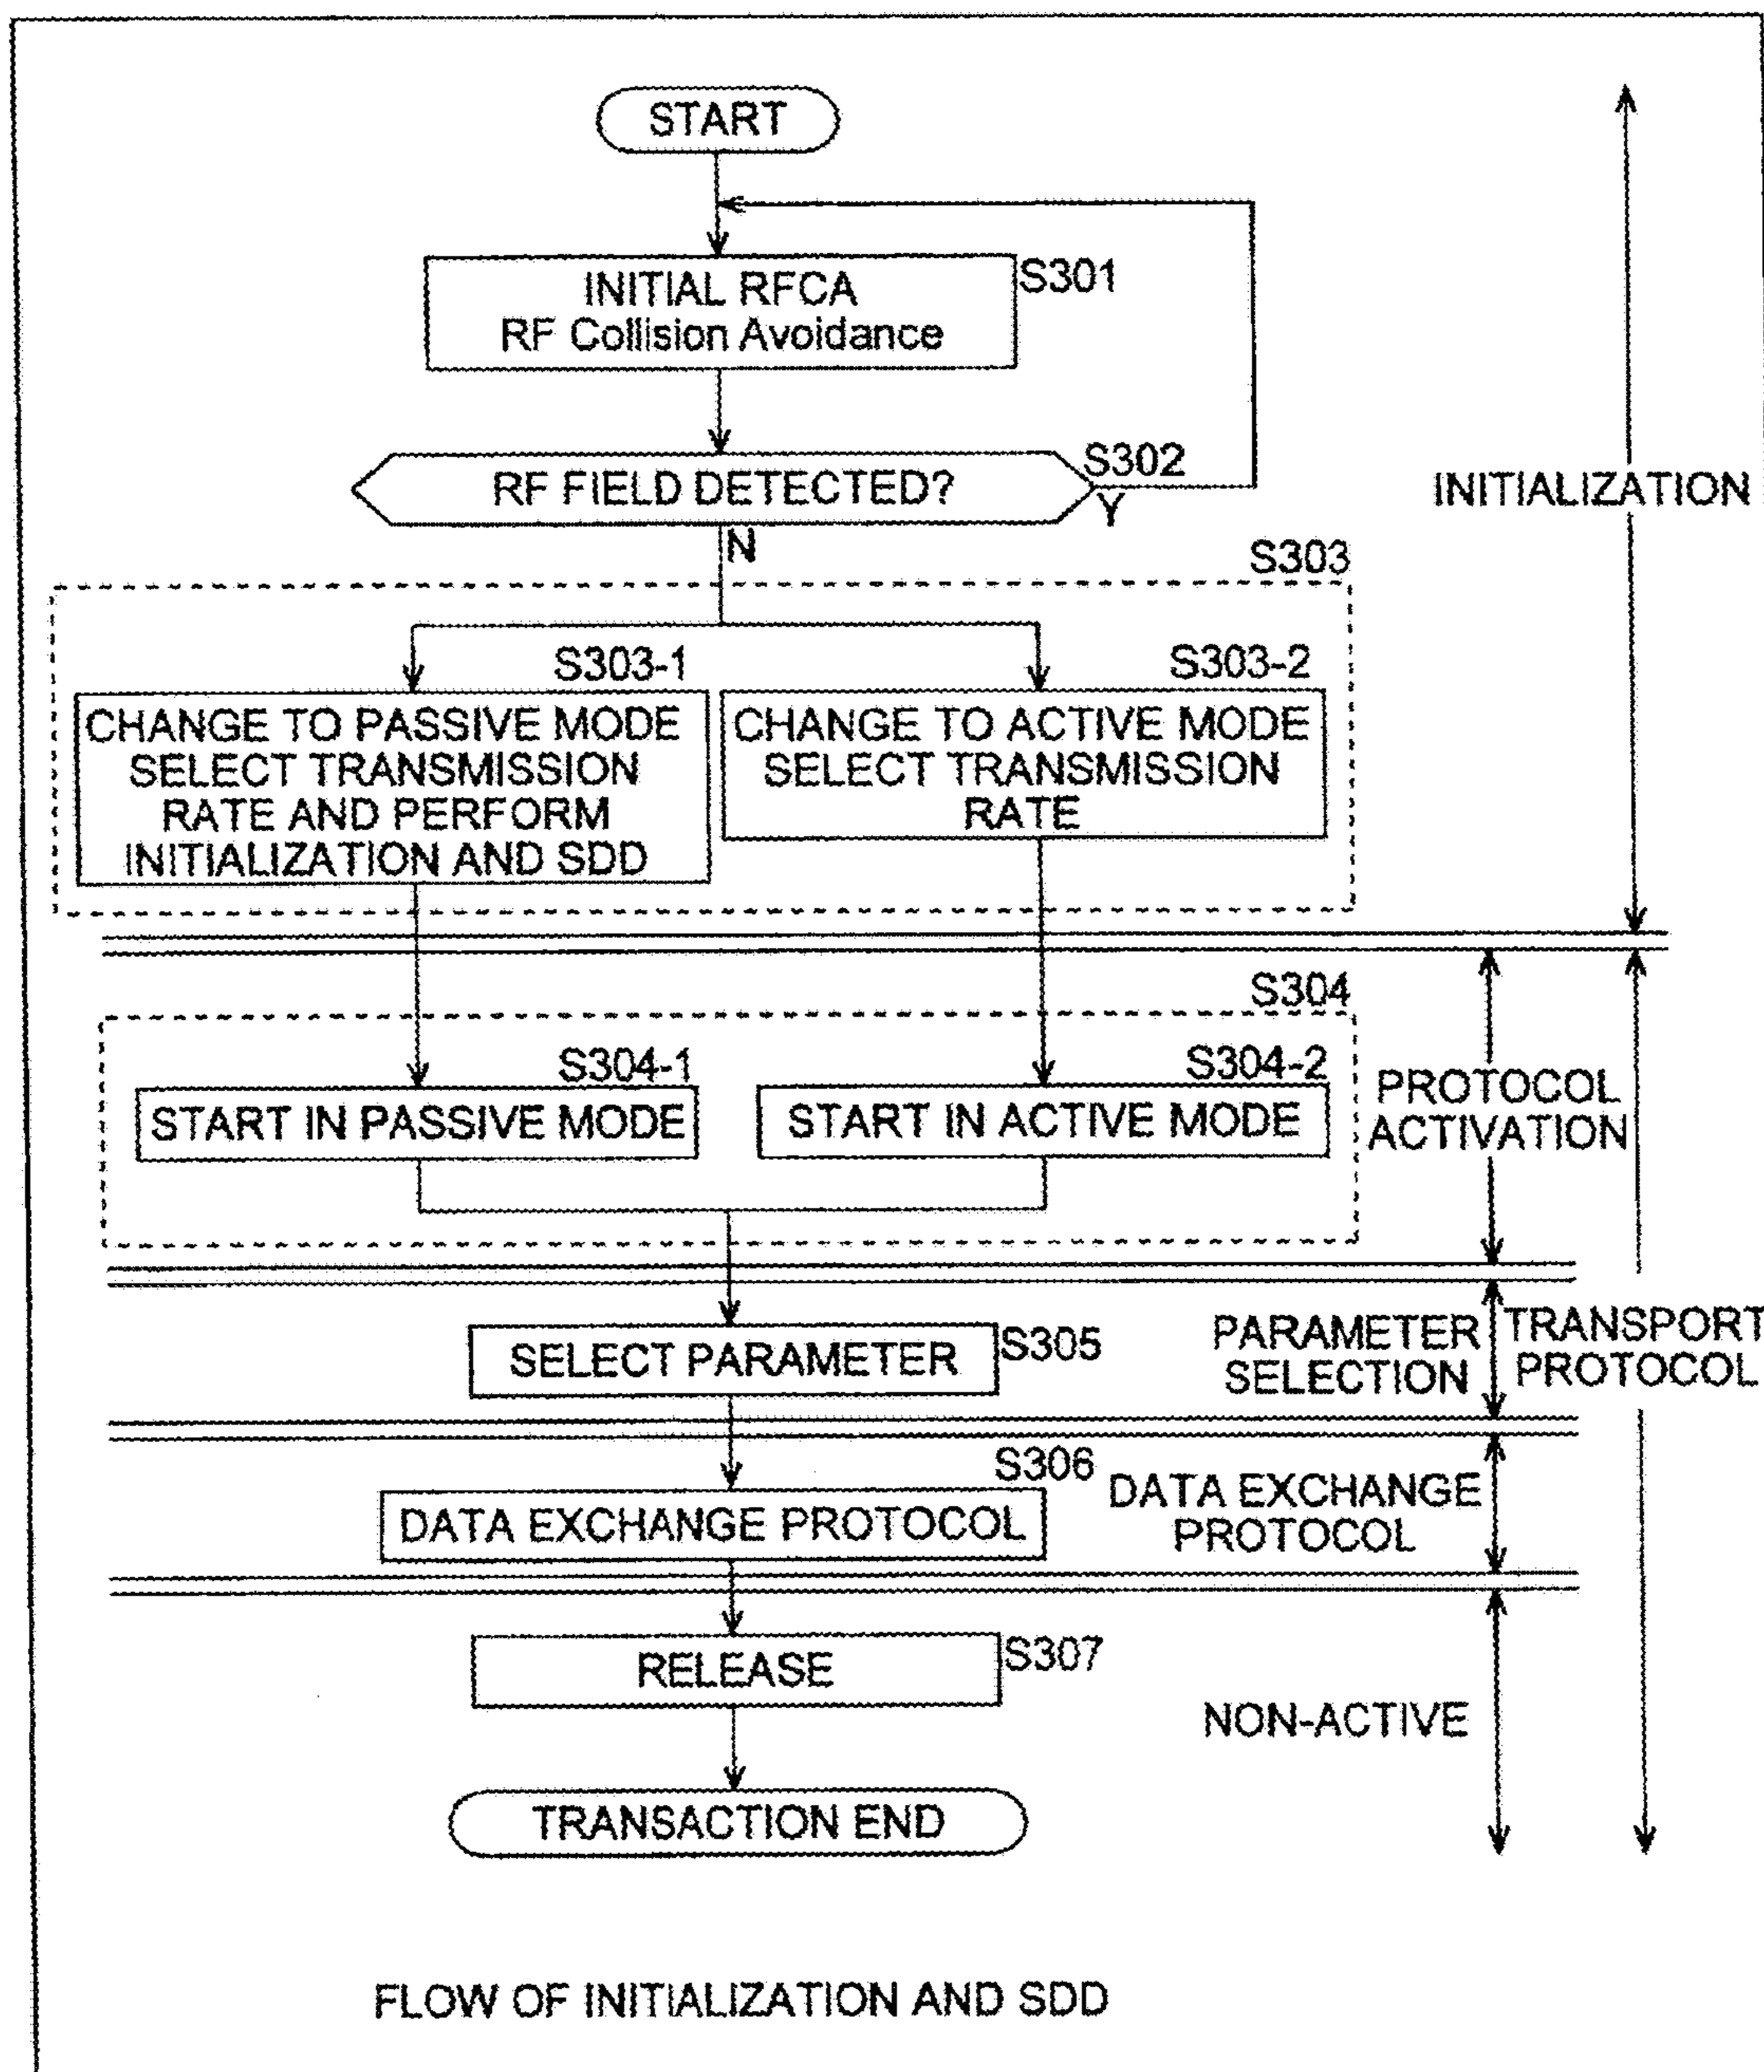 START
INITIAL RFCA
RF Collision Avoidance
S301
RF FIELD DETECTED?
S302
Y
N
INITIALIZATION
S303
S303-1
CHANGE TO PASSIVE MODE
SELECT TRANSMISSION
RATE AND PERFORM
INITIALIZATION AND SDD
S303-2
CHANGE TO ACTIVE MODE
SELECT TRANSMISSION
RATE
S304
S304-1
START IN PASSIVE MODE
S304-2
START IN ACTIVE MODE
PROTOCOL
ACTIVATION
SELECT PARAMETER
S305
PARAMETER
SELECTION
TRANSPORT
PROTOCOL
S306
DATA EXCHANGE PROTOCOL
DATA EXCHANGE
PROTOCOL
RELEASE
S307
NON-ACTIVE
TRANSACTION END
FLOW OF INITIALIZATION AND SDD